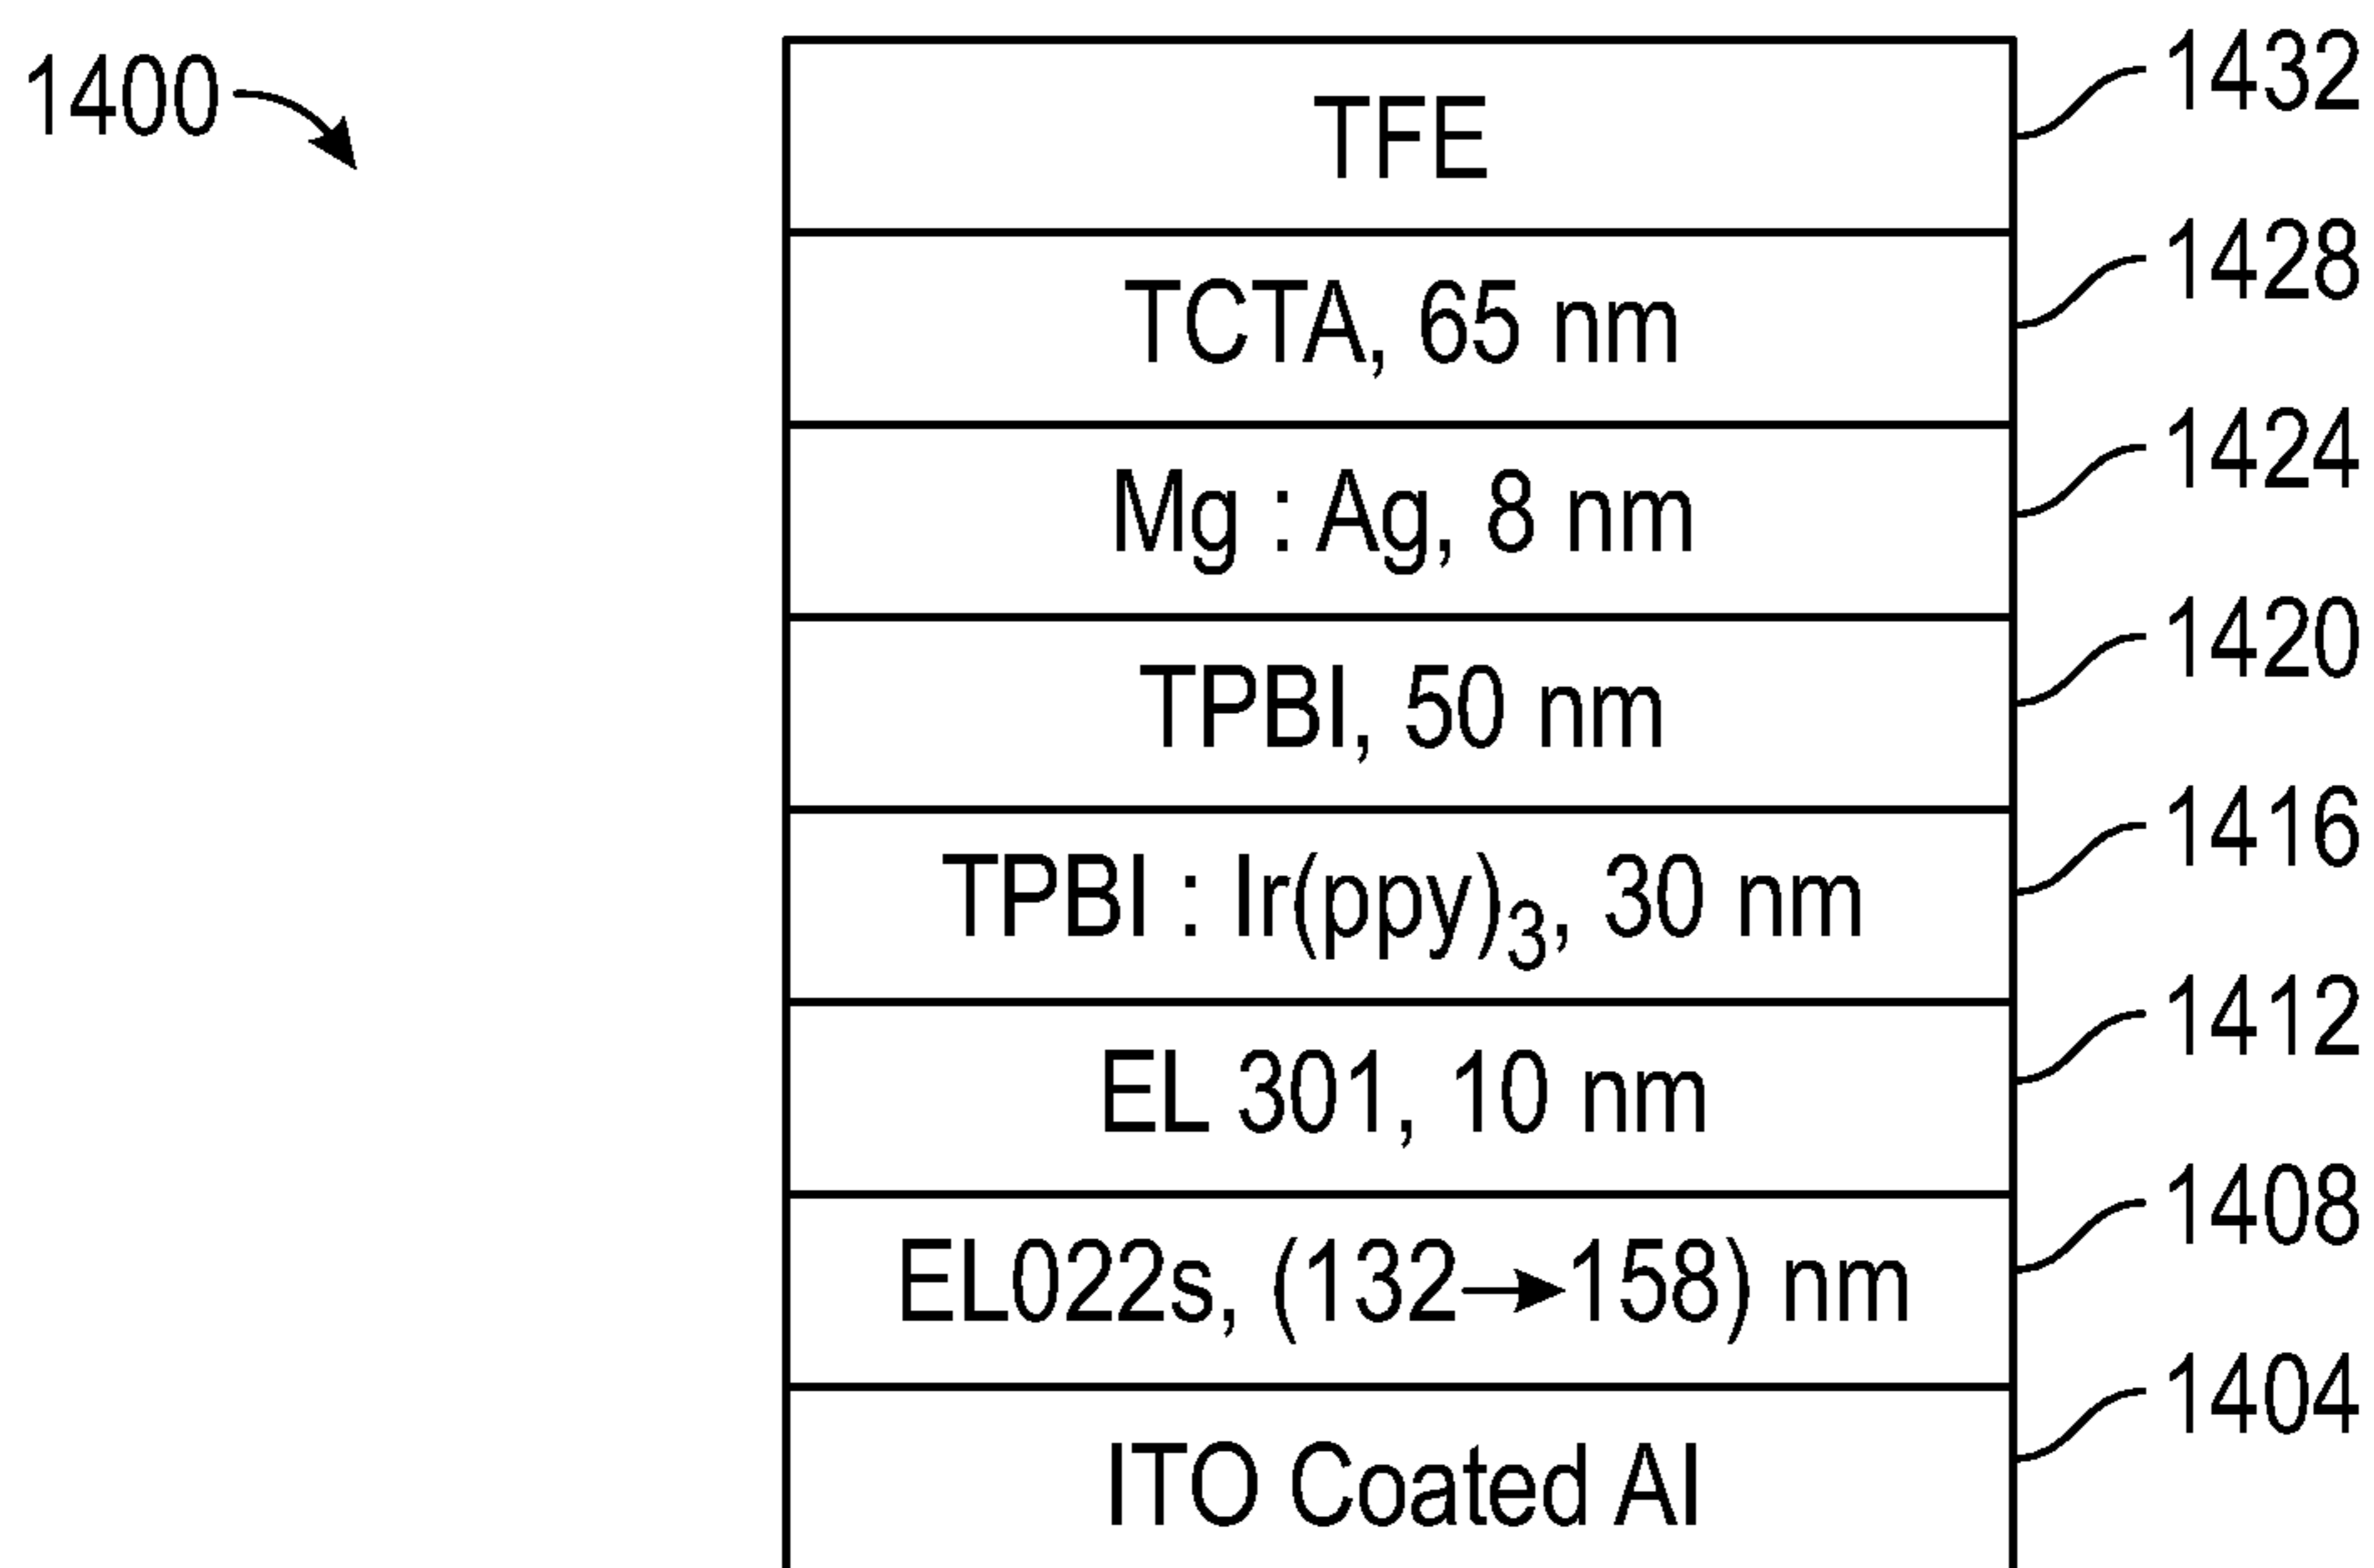 1400
TFE 1432
TCTA, 65 nm 1428
Mg : Ag, 8 nm 1424
TPBI, 50 nm 1420
TPBI : Ir(ppy)₃, 30 nm 1416
EL 301, 10 nm 1412
EL022s, (132→158) nm 1408
ITO Coated Al 1404